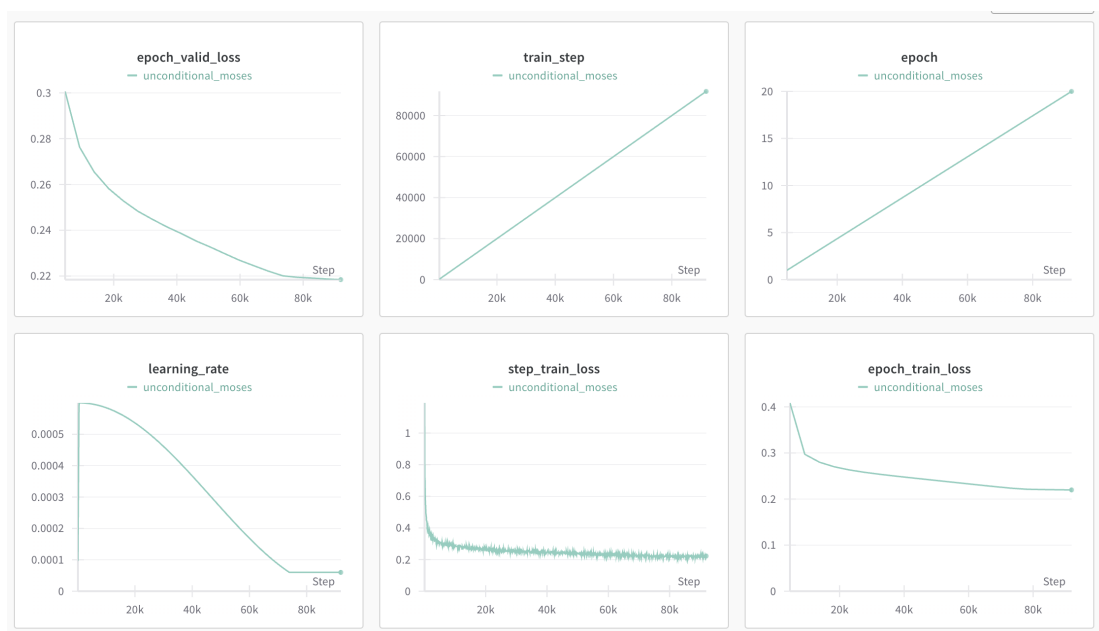 epoch_valid_loss
unconditional_moses
0.3
0.28
0.26
0.24
0.22
Step
20k 40k 60k 80k
train_step
unconditional_moses
80000
60000
40000
20000
0
Step
20k 40k 60k 80k
epoch
unconditional_moses
20
15
10
5
0
Step
20k 40k 60k 80k
learning_rate
unconditional_moses
0.0005
0.0004
0.0003
0.0002
0.0001
0
Step
20k 40k 60k 80k
step_train_loss
unconditional_moses
1
0.8
0.6
0.4
0.2
0
Step
20k 40k 60k 80k
epoch_train_loss
unconditional_moses
0.4
0.3
0.2
0.1
0
Step
20k 40k 60k 80k